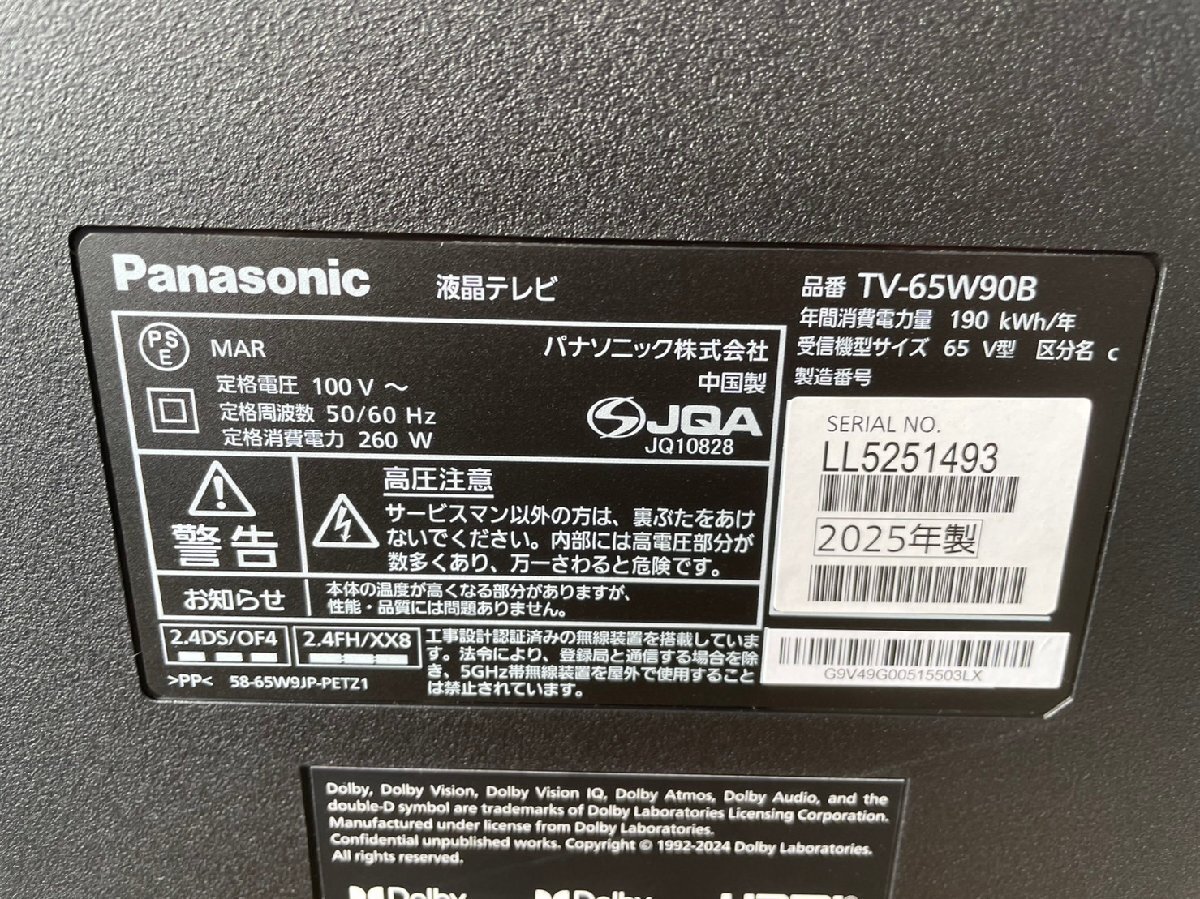 Panasonic 液晶テレビ
品番 TV-65W90B
年間消費電力量 190 kWh/年
受信機型サイズ 65 V型 区分名 c
製造番号
PS
E
MAR
パナソニック株式会社
中国製
定格電圧 100 V ~
定格周波数 50/60 Hz
定格消費電力 260 W
JQA
JQ10828
SERIAL NO.
LL5251493
2025年製
G9V49G00515503LX
警告
高圧注意
サービスマン以外の方は、裏ぶたをあけ
ないでください。内部には高電圧部分が
数多くあり、万一さわると危険です。
お知らせ
本体の温度が高くなる部分がありますが、
性能・品質には問題ありません。
2.4DS/OF4
2.4FH/XX8
工事設計認証済みの無線装置を搭載していま
す。法令により、登録局と通信する場合を除
き、5GHz帯無線装置を屋外で使用すること
は禁止されています。
>PP< 58-65W9JP-PETZ1
Dolby, Dolby Vision, Dolby Vision IQ, Dolby Atmos, Dolby Audio, and the
double-D symbol are trademarks of Dolby Laboratories Licensing Corporation.
Manufactured under license from Dolby Laboratories.
Confidential unpublished works. Copyright © 1992-2024 Dolby Laboratories.
All rights reserved.
Dolby Dolby HDMI